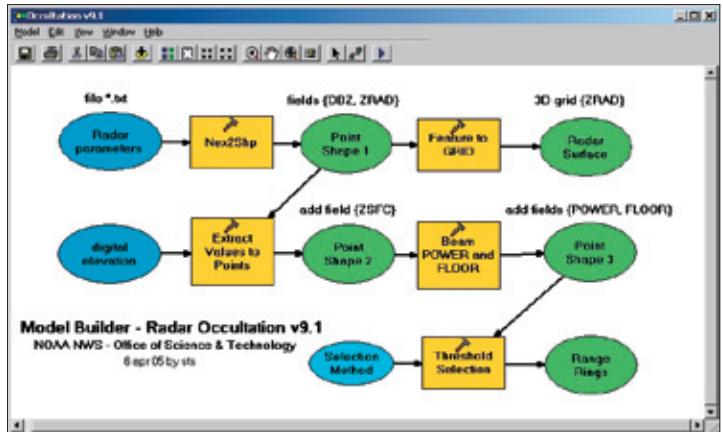 Occultation v9.1
Model Edit View Window Help
file *.txt
fields {DBZ, ZRAD}
3D grid {ZRAD}
Radar
parameters
Nex2Shp
Point
Shape 1
Feature to
GRID
Radar
Surface
add field {ZSFC}
add fields {POWER, FLOOR}
digital
elevation
Extract
Values to
Points
Point
Shape 2
Beam
POWER and
FLOOR
Point
Shape 3
Model Builder - Radar Occultation v9.1
NOAA NWS - Office of Science & Technology
6 apr 05 by sts
Selection
Method
Threshold
Selection
Range
Rings